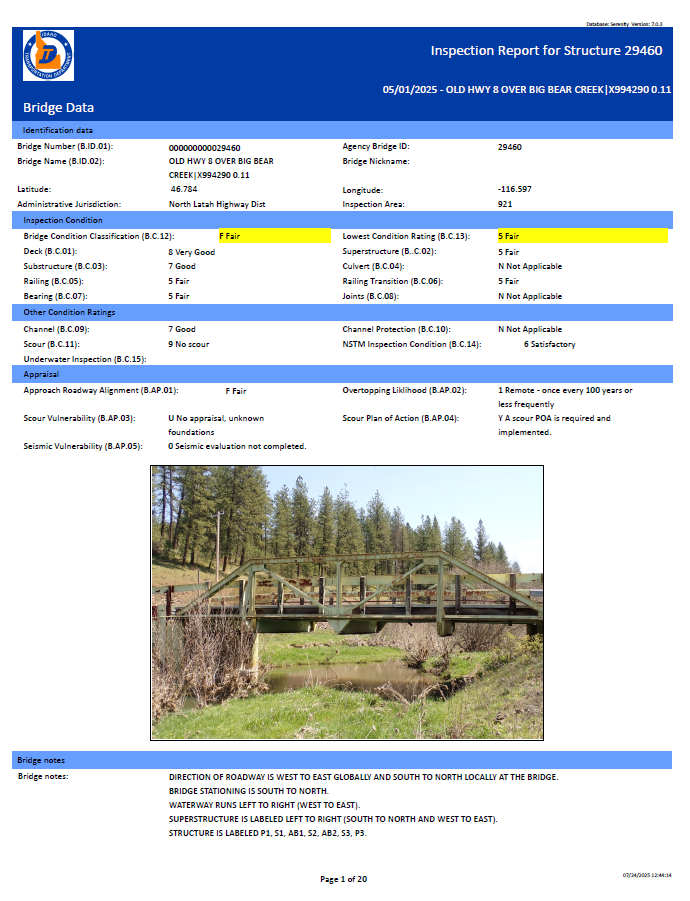 Database: Serenity Version: 7.0.3
IDAHO
TRANSPORTATION DEPARTMENT
Inspection Report for Structure 29460
05/01/2025 - OLD HWY 8 OVER BIG BEAR CREEK|X994290 0.11
Bridge Data
Identification data
Bridge Number (B.ID.01): 000000000029460 Agency Bridge ID: 29460
Bridge Name (B.ID.02): OLD HWY 8 OVER BIG BEAR Bridge Nickname:
CREEK|X994290 0.11
Latitude: 46.784 Longitude: -116.597
Administrative Jurisdiction: North Latah Highway Dist Inspection Area: 921
Inspection Condition
Bridge Condition Classification (B.C.12): F Fair Lowest Condition Rating (B.C.13): 5 Fair
Deck (B.C.01): 8 Very Good Superstructure (B..C.02): 5 Fair
Substructure (B.C.03): 7 Good Culvert (B.C.04): N Not Applicable
Railing (B.C.05): 5 Fair Railing Transition (B.C.06): 5 Fair
Bearing (B.C.07): 5 Fair Joints (B.C.08): N Not Applicable
Other Condition Ratings
Channel (B.C.09): 7 Good Channel Protection (B.C.10): N Not Applicable
Scour (B.C.11): 9 No scour NSTM Inspection Condition (B.C.14): 6 Satisfactory
Underwater Inspection (B.C.15):
Appraisal
Approach Roadway Alignment (B.AP.01): F Fair Overtopping Liklihood (B.AP.02): 1 Remote - once every 100 years or
less frequently
Scour Vulnerability (B.AP.03): U No appraisal, unknown Scour Plan of Action (B.AP.04): Y A scour POA is required and
foundations implemented.
Seismic Vulnerability (B.AP.05): 0 Seismic evaluation not completed.
Bridge notes
Bridge notes: DIRECTION OF ROADWAY IS WEST TO EAST GLOBALLY AND SOUTH TO NORTH LOCALLY AT THE BRIDGE.
BRIDGE STATIONING IS SOUTH TO NORTH.
WATERWAY RUNS LEFT TO RIGHT (WEST TO EAST).
SUPERSTRUCTURE IS LABELED LEFT TO RIGHT (SOUTH TO NORTH AND WEST TO EAST).
STRUCTURE IS LABELED P1, S1, AB1, S2, AB2, S3, P3.
Page 1 of 20
07/24/2025 12:44:14